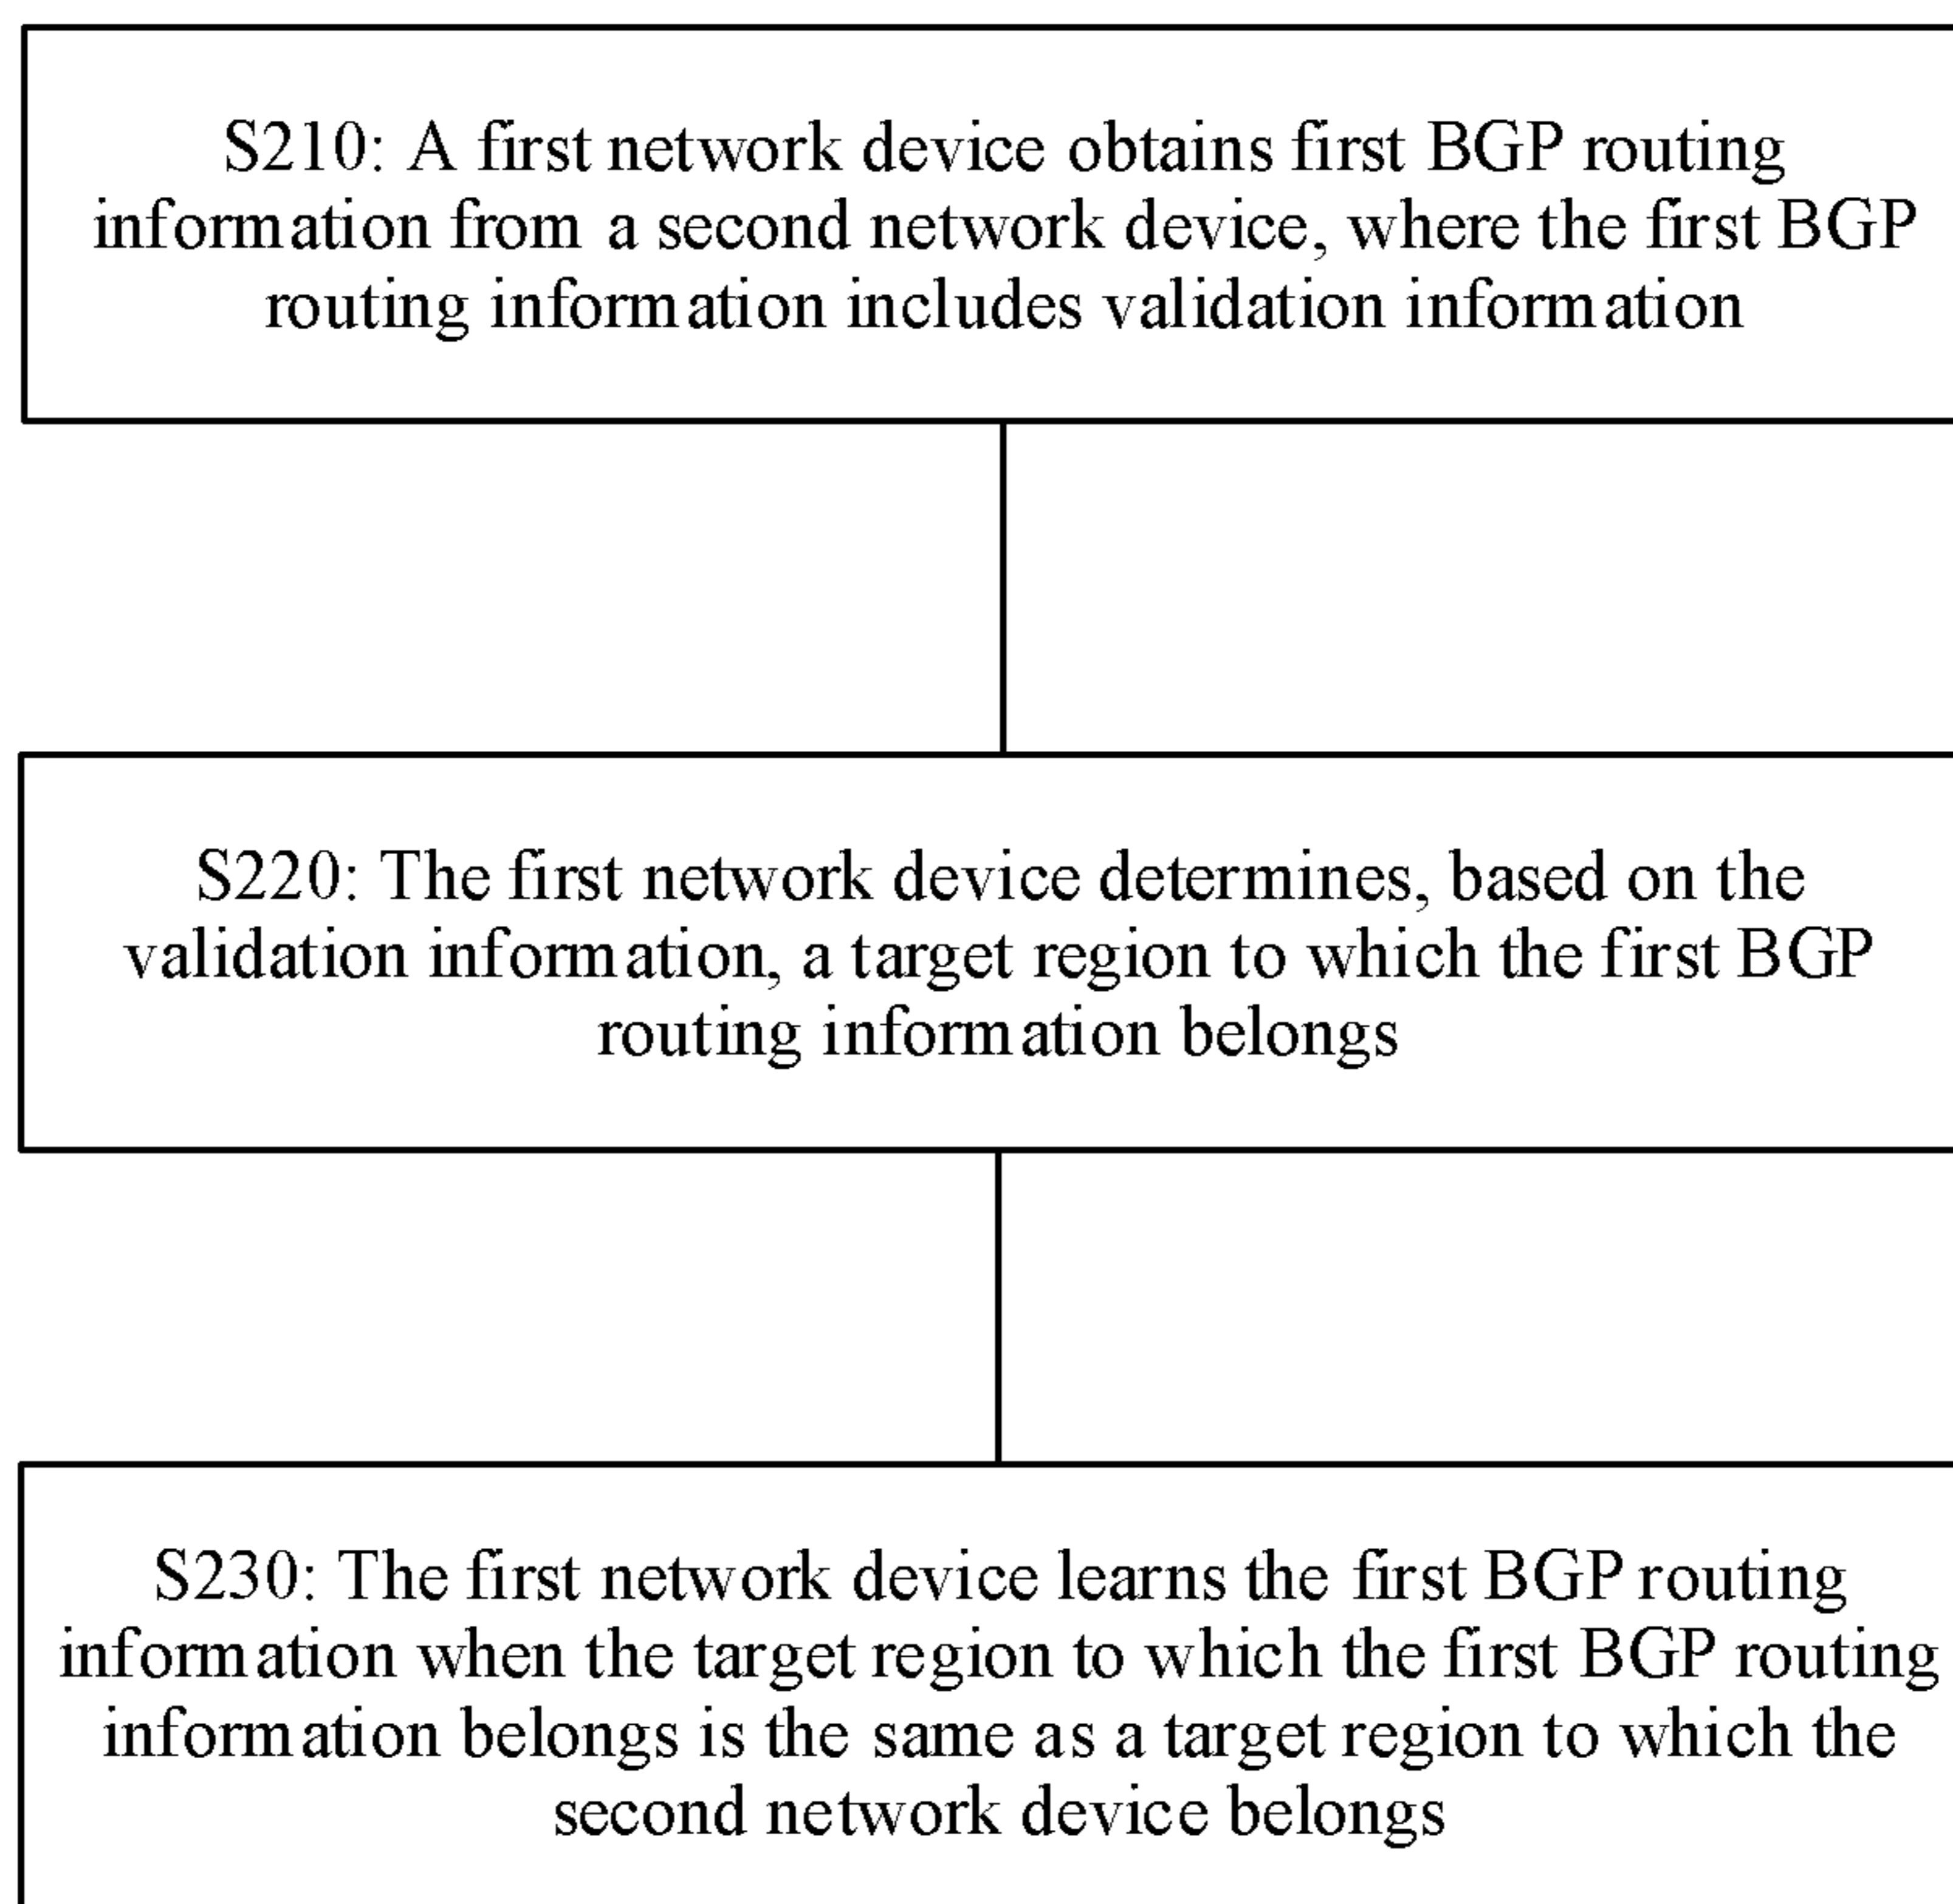 S210: A first network device obtains first BGP routing
information from a second network device, where the first BGP
routing information includes validation information
S220: The first network device determines, based on the
validation information, a target region to which the first BGP
routing information belongs
S230: The first network device learns the first BGP routing
information when the target region to which the first BGP routing
information belongs is the same as a target region to which the
second network device belongs